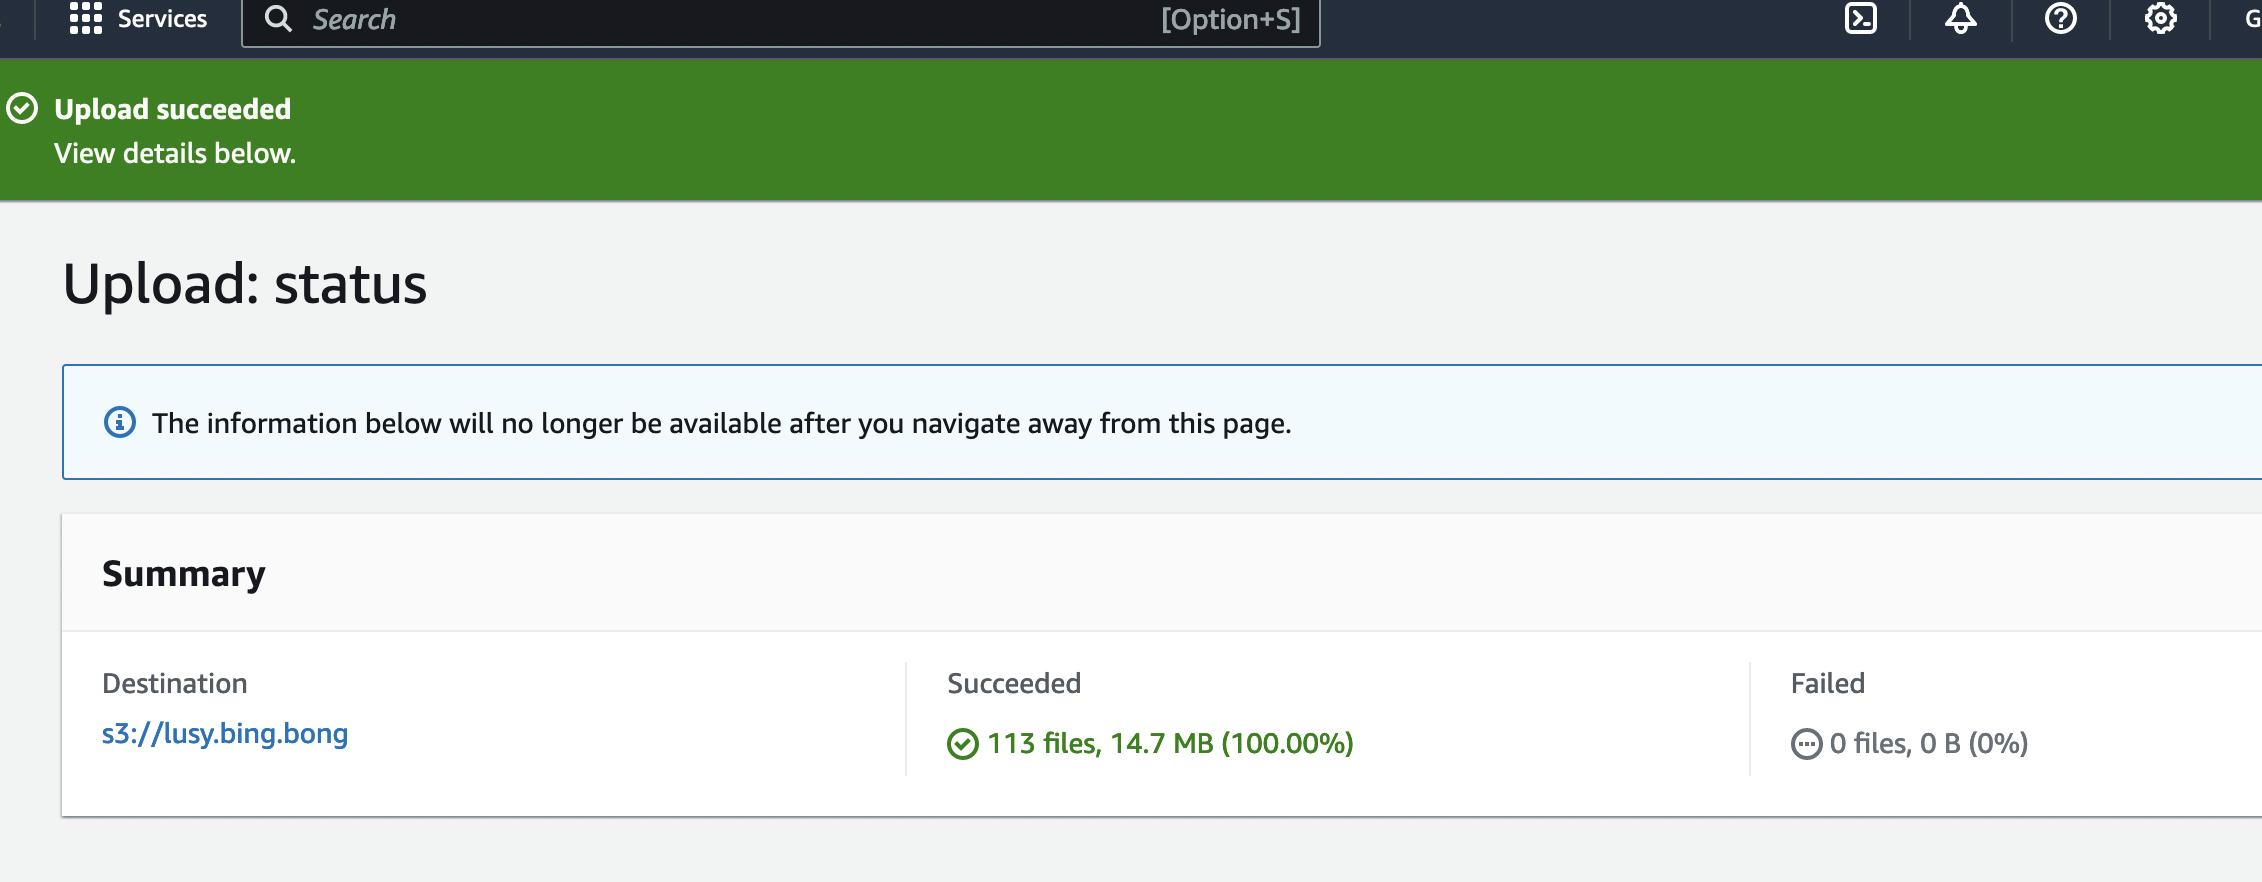 Services
Search [Option+S]
Upload succeeded
View details below.
Upload: status
The information below will no longer be available after you navigate away from this page.
Summary
Destination
s3://lusy.bing.bong
Succeeded
113 files, 14.7 MB (100.00%)
Failed
0 files, 0 B (0%)